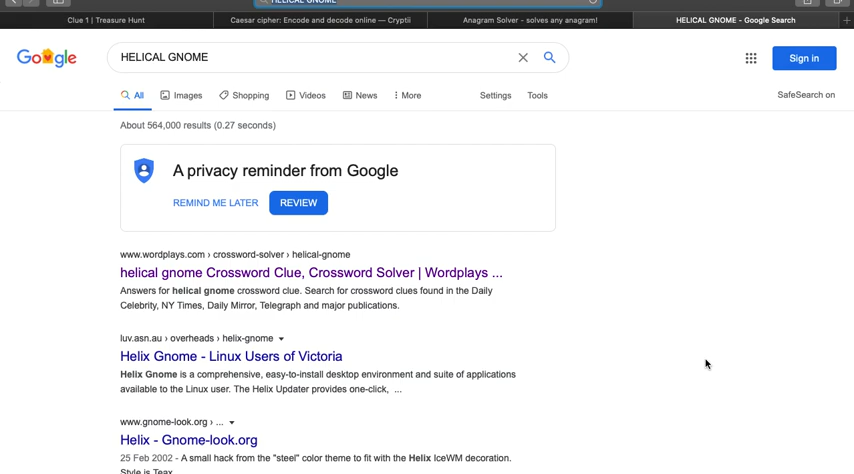 HELICAL GNOME
Clue 1 | Treasure Hunt
Caesar cipher: Encode and decode online — Cryptii
Anagram Solver - solves any anagram!
HELICAL GNOME - Google Search
Google
HELICAL GNOME
Sign in
All
Images
Shopping
Videos
News
More
Settings
Tools
SafeSearch on
About 564,000 results (0.27 seconds)
A privacy reminder from Google
REMIND ME LATER
REVIEW
www.wordplays.com › crossword-solver › helical-gnome
helical gnome Crossword Clue, Crossword Solver | Wordplays ...
Answers for helical gnome crossword clue. Search for crossword clues found in the Daily
Celebrity, NY Times, Daily Mirror, Telegraph and major publications.
luv.asn.au › overheads › helix-gnome
Helix Gnome - Linux Users of Victoria
Helix Gnome is a comprehensive, easy-to-install desktop environment and suite of applications
available to the Linux user. The Helix Updater provides one-click, ...
www.gnome-look.org › ...
Helix - Gnome-look.org
25 Feb 2002 - A small hack from the "steel" color theme to fit with the Helix IceWM decoration.
Style is Teax